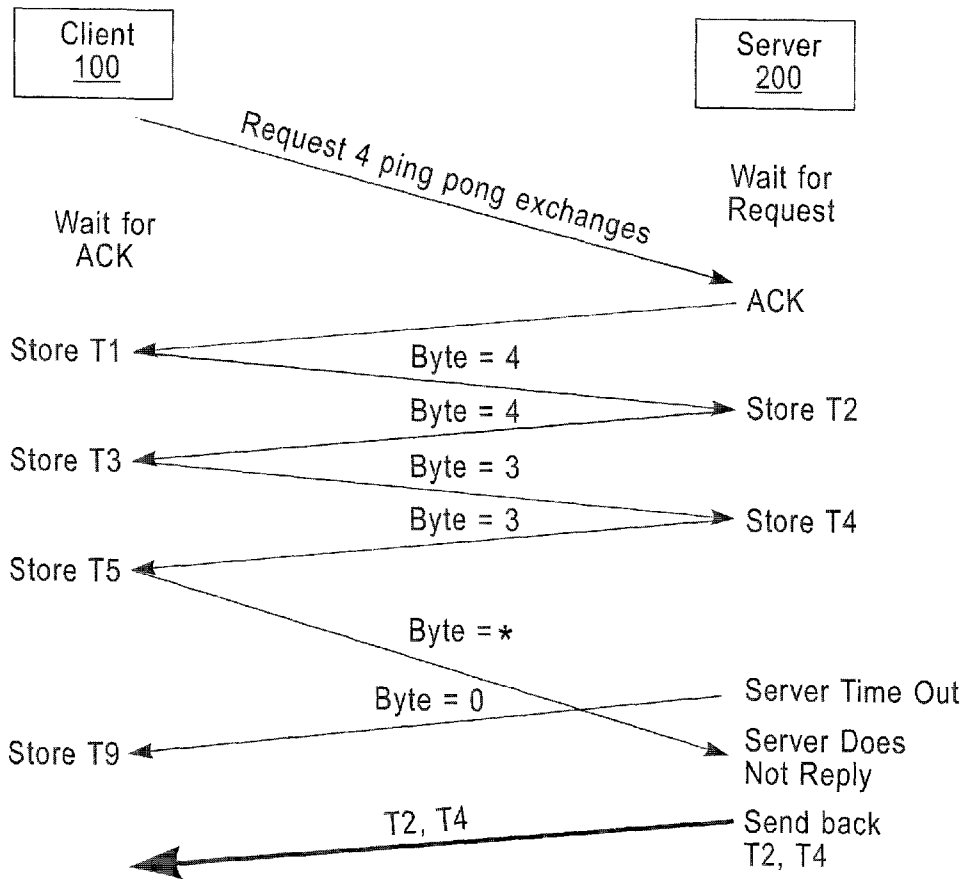 Client
100
Server
200
Request 4 ping pong exchanges
Wait for
Request
Wait for
ACK
ACK
Store T1
Byte = 4
Byte = 4
Store T2
Store T3
Byte = 3
Byte = 3
Store T4
Store T5
Byte = *
Byte = 0
Server Time Out
Store T9
Server Does
Not Reply
T2, T4
Send back
T2, T4